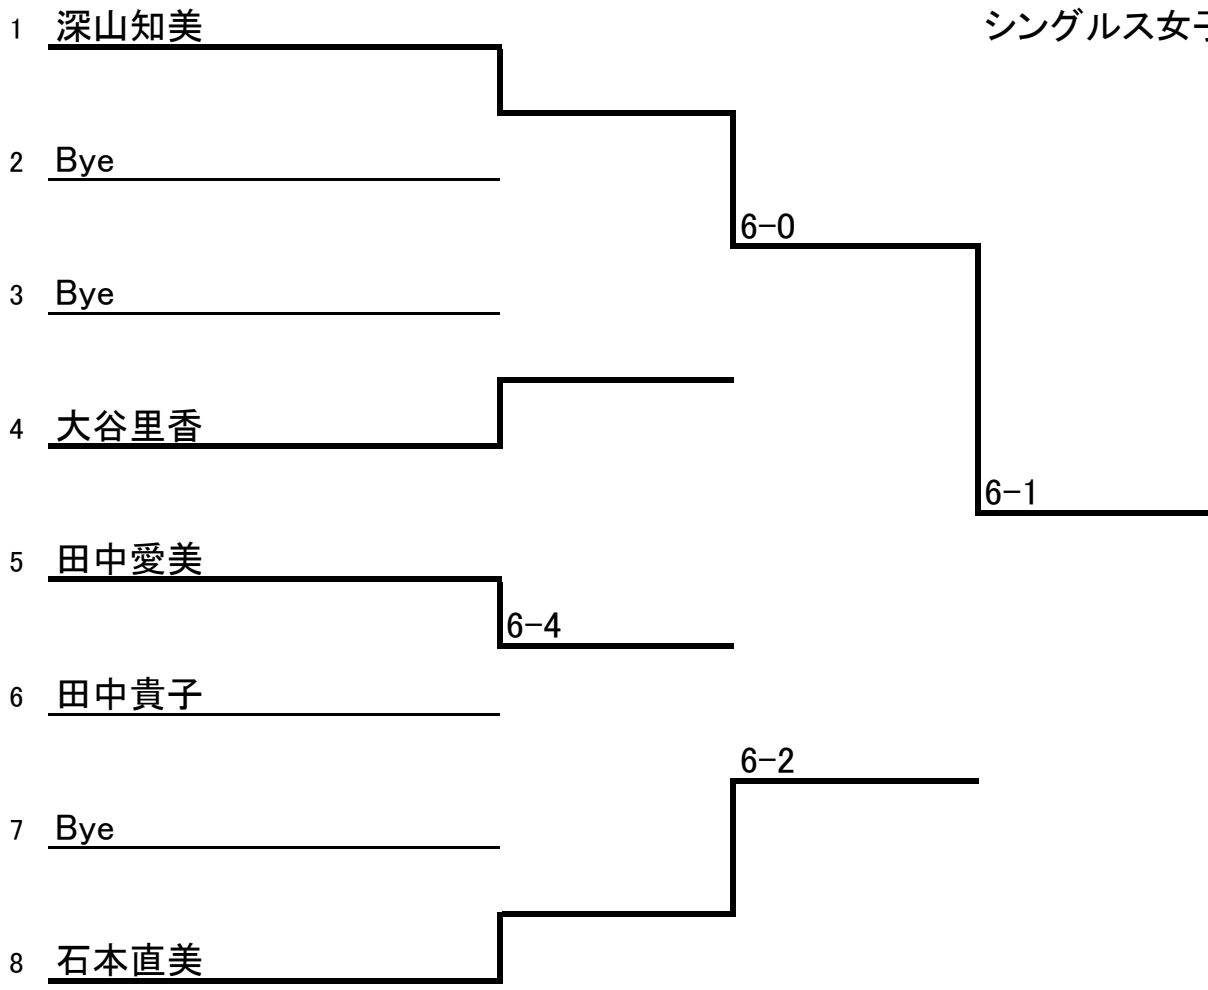 1 深山知美
シングルス女子
2 Bye
6-0
3 Bye
4 大谷里香
6-1
5 田中愛美
6-4
6 田中貴子
6-2
7 Bye
8 石本直美